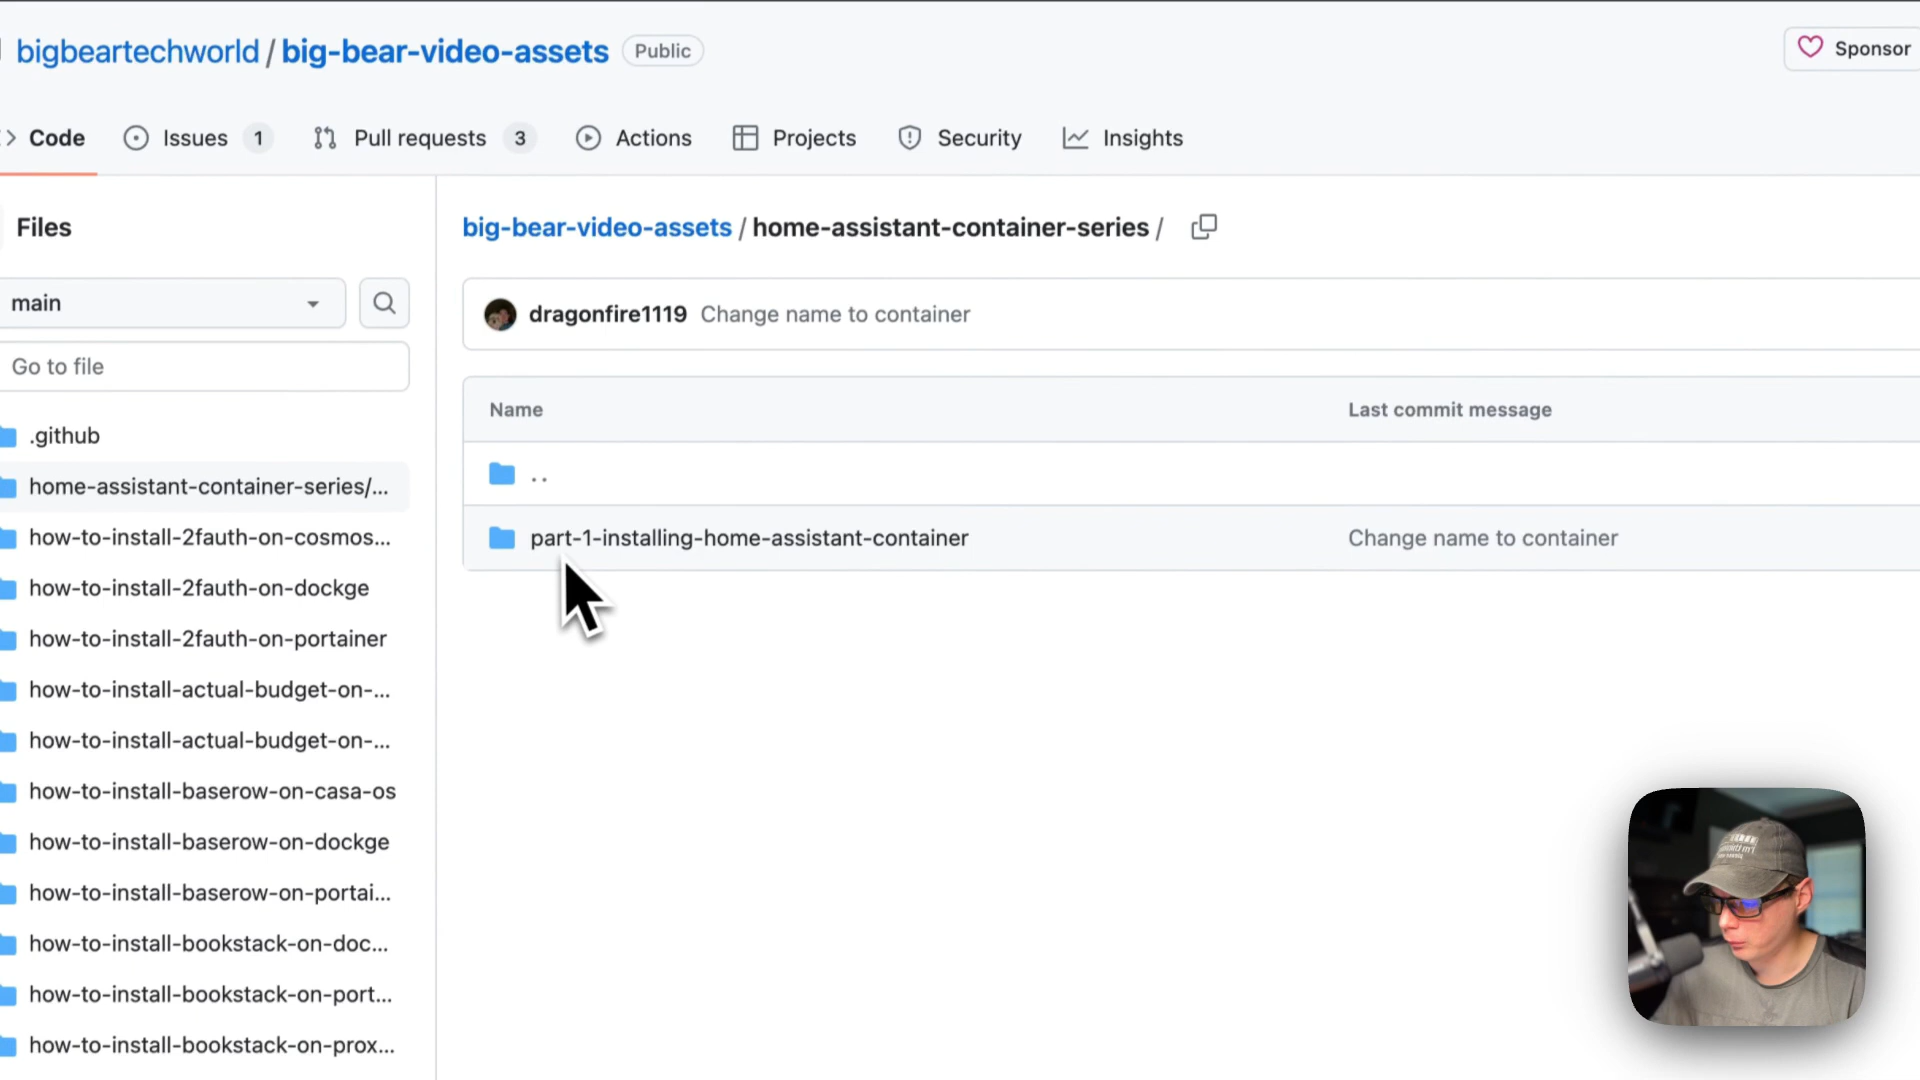 bigbeartechworld / big-bear-video-assets Public
Sponsor
Code Issues 1 Pull requests 3 Actions Projects Security Insights
Files
main
Go to file
.github
home-assistant-container-series/...
how-to-install-2fauth-on-cosmos...
how-to-install-2fauth-on-dockge
how-to-install-2fauth-on-portainer
how-to-install-actual-budget-on-...
how-to-install-actual-budget-on-...
how-to-install-baserow-on-casa-os
how-to-install-baserow-on-dockge
how-to-install-baserow-on-portai...
how-to-install-bookstack-on-doc...
how-to-install-bookstack-on-port...
how-to-install-bookstack-on-prox...
big-bear-video-assets / home-assistant-container-series /
dragonfire1119 Change name to container
Name Last commit message
..
part-1-installing-home-assistant-container Change name to container